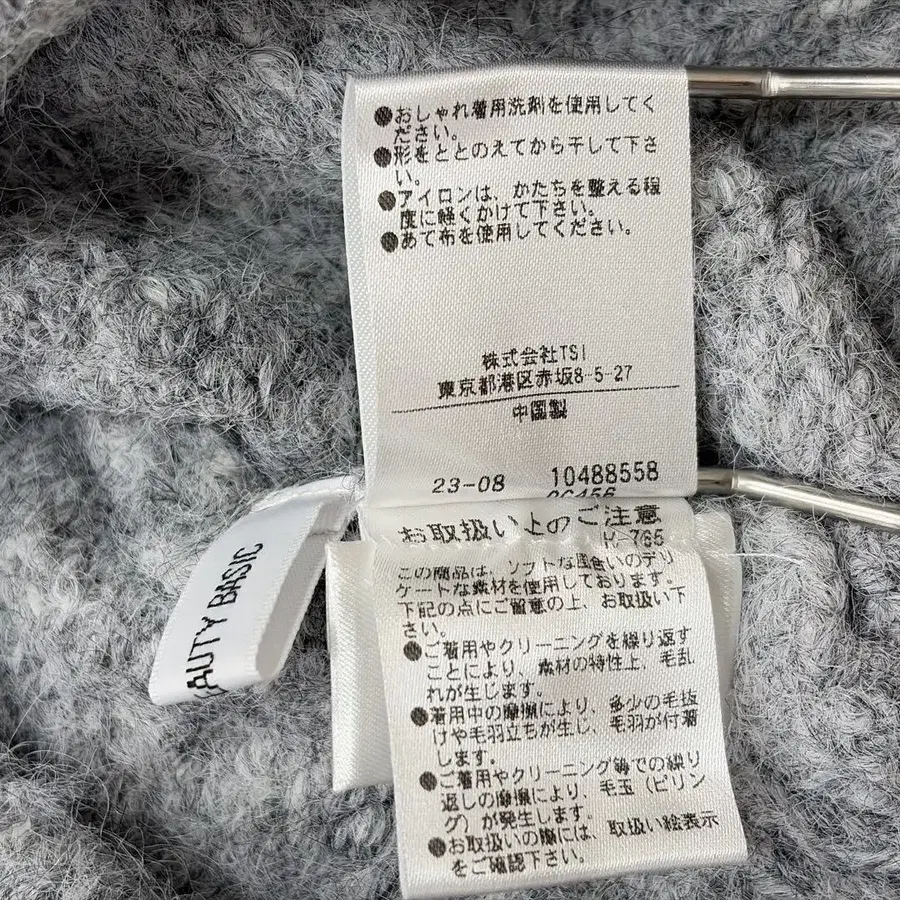 ●おしゃれ着用洗剤を使用してく
ださい。
●形をととのえてから干して下さ
い。
●アイロンは、かたちを整える程
度に軽くかけて下さい。
●あて布を使用してください。
株式会社TSI
東京都港区赤坂8-5-27
中国製
23-08 10488558
26456
お取扱い上のご注意
K-765
この商品は、ソフトな風合いのデリ
ケートな素材を使用しております。
下記の点にご留意の上、お取扱い下
さい。
●ご着用やクリーニングを繰り返す
ことにより、素材の特性上、毛乱
れが生じます。
●着用中の摩擦により、多少の毛抜
けや毛羽立ちが生じ、毛羽が付着
します。
●ご着用やクリーニング等での繰り
返しの摩擦により、毛玉（ピリン
グ）が発生します。
●お取扱いの際には、取扱い絵表示
をご確認下さい。
AUTY BASIC